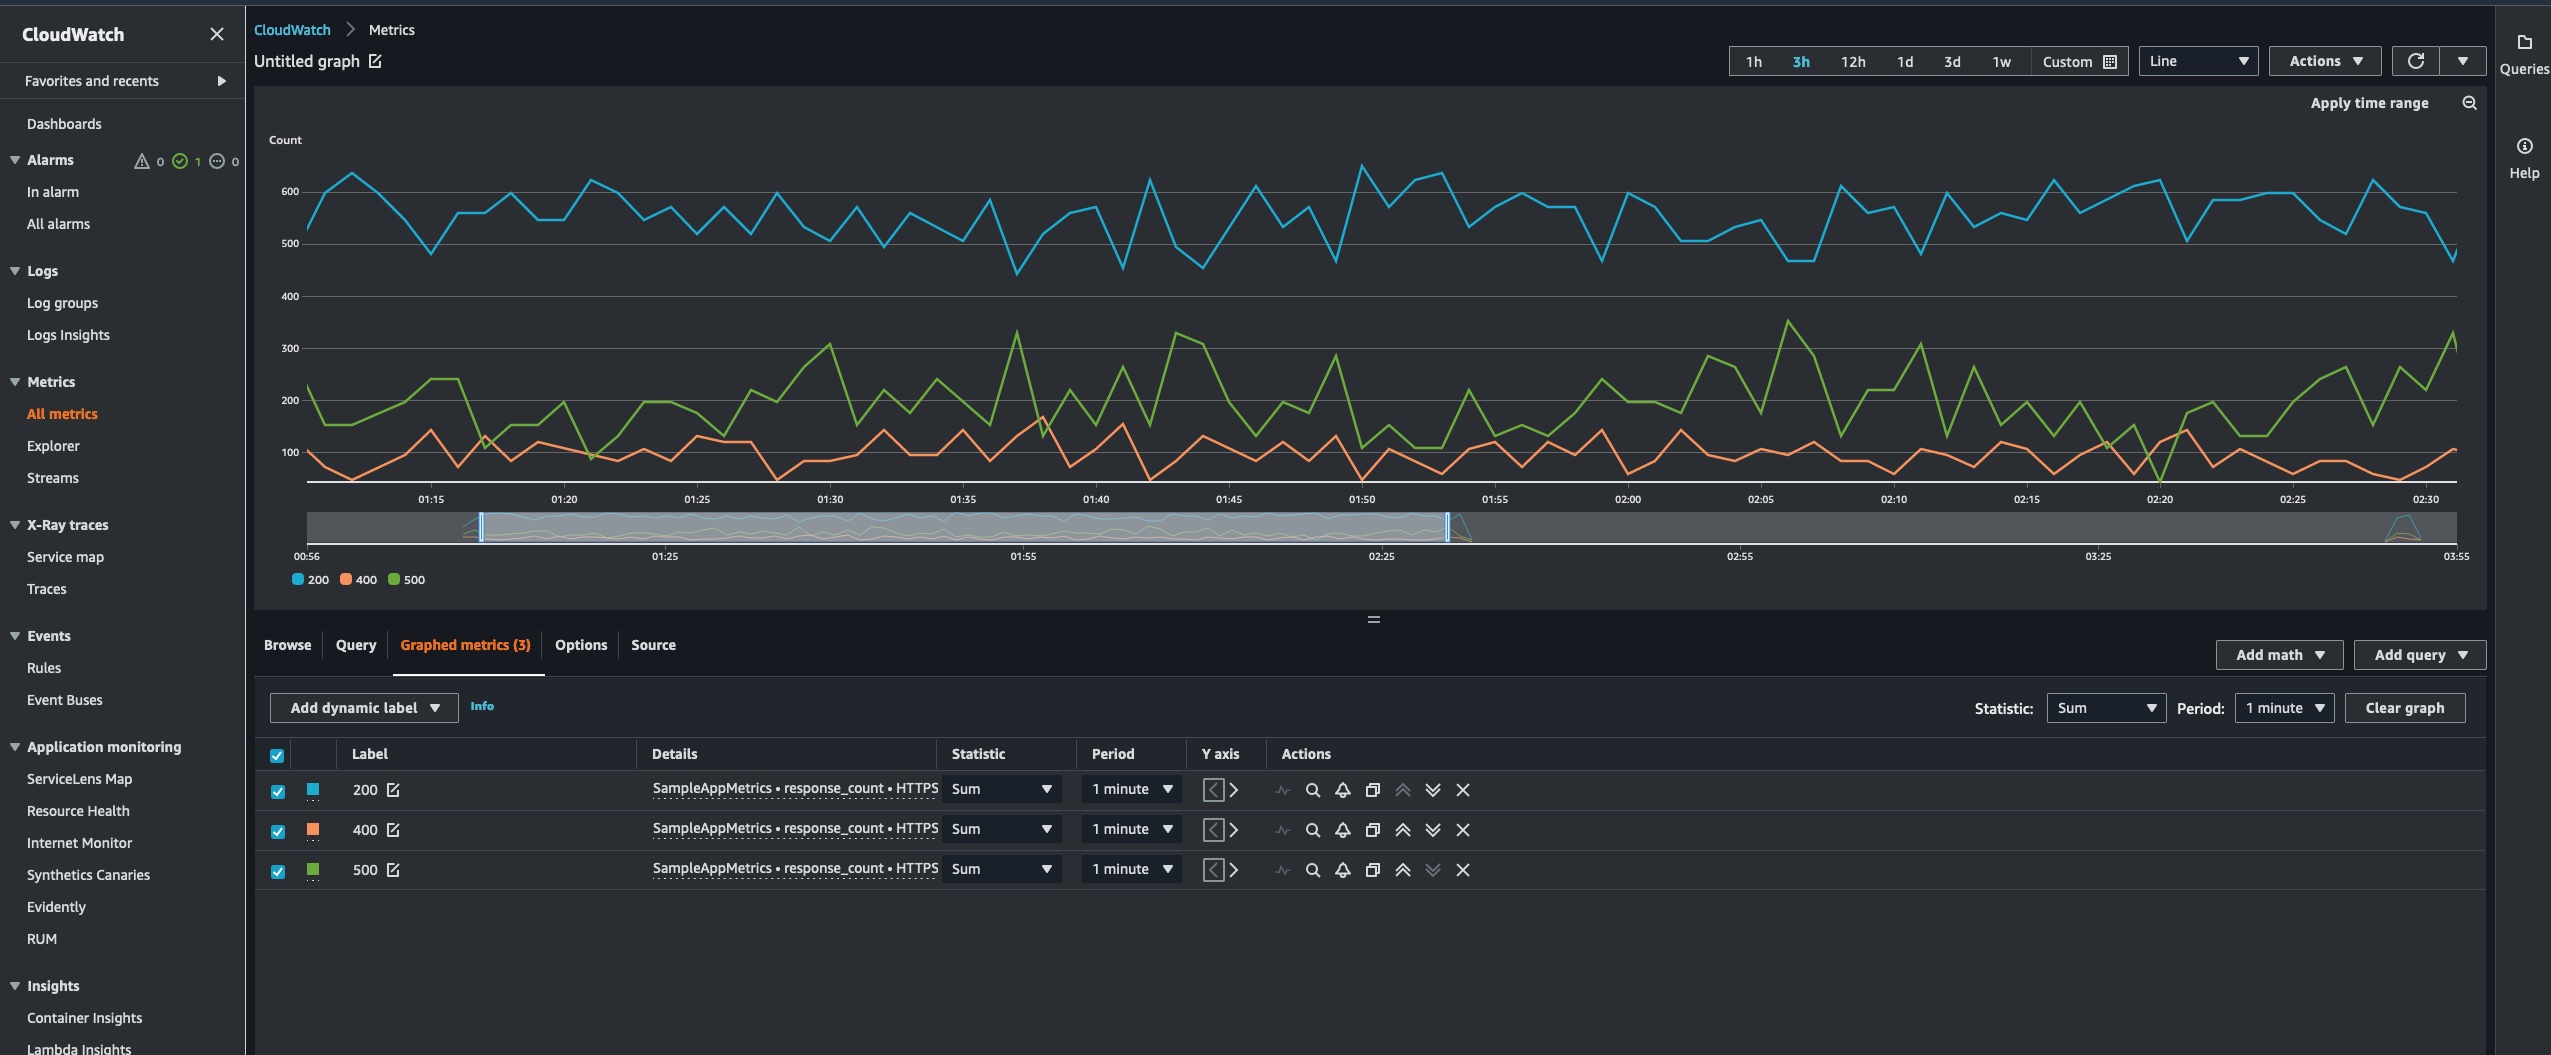 CloudWatch
Favorites and recents
Dashboards
Alarms 0 1 0
In alarm
All alarms
Logs
Log groups
Logs Insights
Metrics
All metrics
Explorer
Streams
X-Ray traces
Service map
Traces
Events
Rules
Event Buses
Application monitoring
ServiceLens Map
Resource Health
Internet Monitor
Synthetics Canaries
Evidently
RUM
Insights
Container Insights
Lambda Insights
CloudWatch Metrics
Untitled graph
1h 3h 12h 1d 3d 1w Custom Line Actions
Apply time range
Count
600
500
400
300
200
100
01:15 01:20 01:25 01:30 01:35 01:40 01:45 01:50 01:55 02:00 02:05 02:10 02:15 02:20 02:25 02:30
00:56 01:25 01:55 02:25 02:55 03:25 03:55
200 400 500
Browse Query Graphed metrics (3) Options Source
Add math Add query
Add dynamic label Info
Statistic: Sum Period: 1 minute Clear graph
Label Details Statistic Period Y axis Actions
200 SampleAppMetrics • response_count • HTTPS Sum 1 minute
400 SampleAppMetrics • response_count • HTTPS Sum 1 minute
500 SampleAppMetrics • response_count • HTTPS Sum 1 minute
Queries
Help